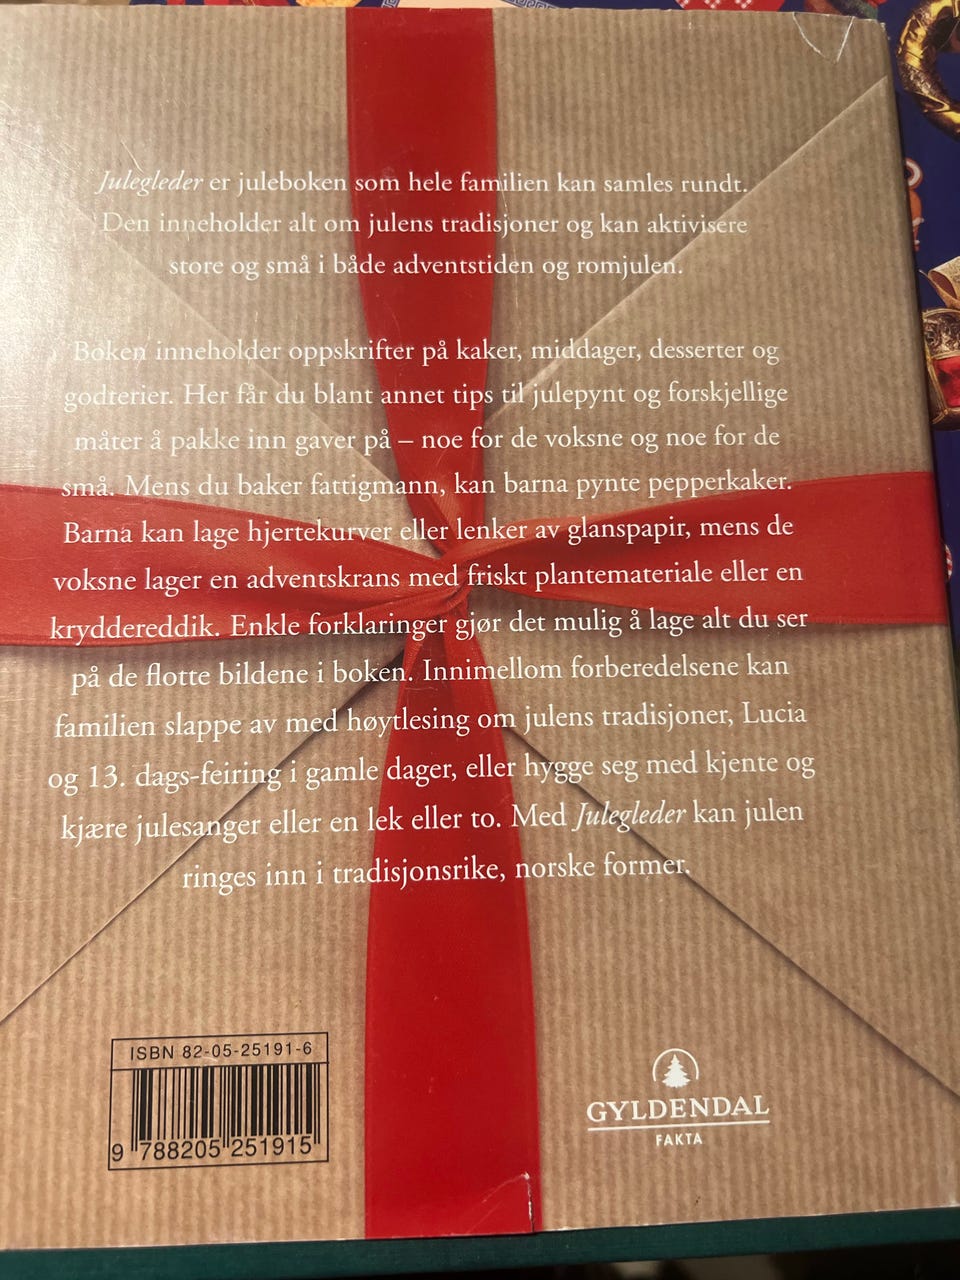 Julegleder er juleboken som hele familien kan samles rundt.
Den inneholder alt om julens tradisjoner og kan aktivisere
store og små i både adventstiden og romjulen.
Boken inneholder oppskrifter på kaker, middager, desserter og
godterier. Her får du blant annet tips til julepynt og forskjellige
måter å pakke inn gaver på – noe for de voksne og noe for de
små. Mens du baker fattigmann, kan barna pynte pepperkaker.
Barna kan lage hjertekurver eller lenker av glanspapir, mens de
voksne lager en adventskrans med friskt plantemateriale eller en
kryddereddik. Enkle forklaringer gjør det mulig å lage alt du ser
på de flotte bildene i boken. Innimellom forberedelsene kan
familien slappe av med høytlesing om julens tradisjoner, Lucia
og 13. dags-feiring i gamle dager, eller hygge seg med kjente og
kjære julesanger eller en lek eller to. Med Julegleder kan julen
ringes inn i tradisjonsrike, norske former.
ISBN 82-05-25191-6
9 788205 251915
GYLDENDAL
FAKTA